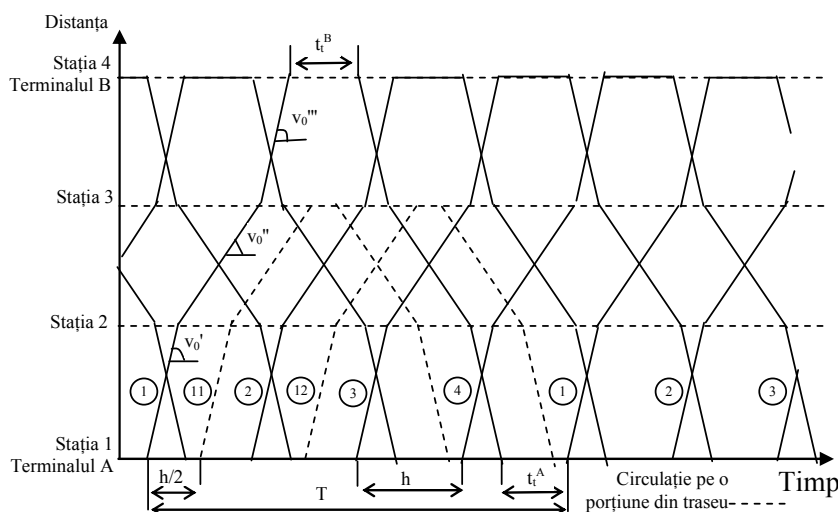 Distanța
Stația 4
Terminalul B
t_t^B
v_0'''
Stația 3
v_0''
Stația 2
v_0'
1
11
2
12
3
4
1
2
3
Stația 1
Terminalul A
h/2
T
h
t_t^A
Circulație pe o
porțiune din traseu
Timp